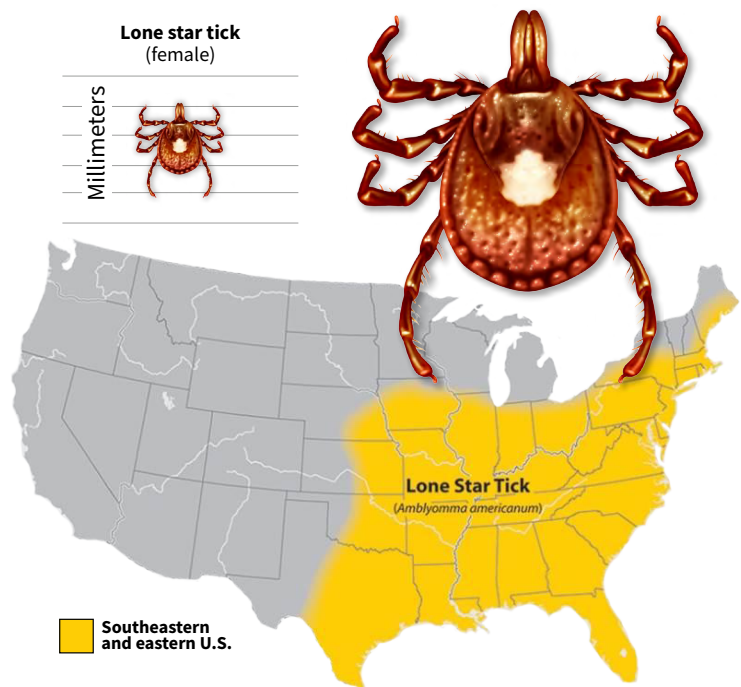 Lone star tick
(female)
Millimeters
Lone Star Tick
(Amblyomma americanum)
Southeastern
and eastern U.S.